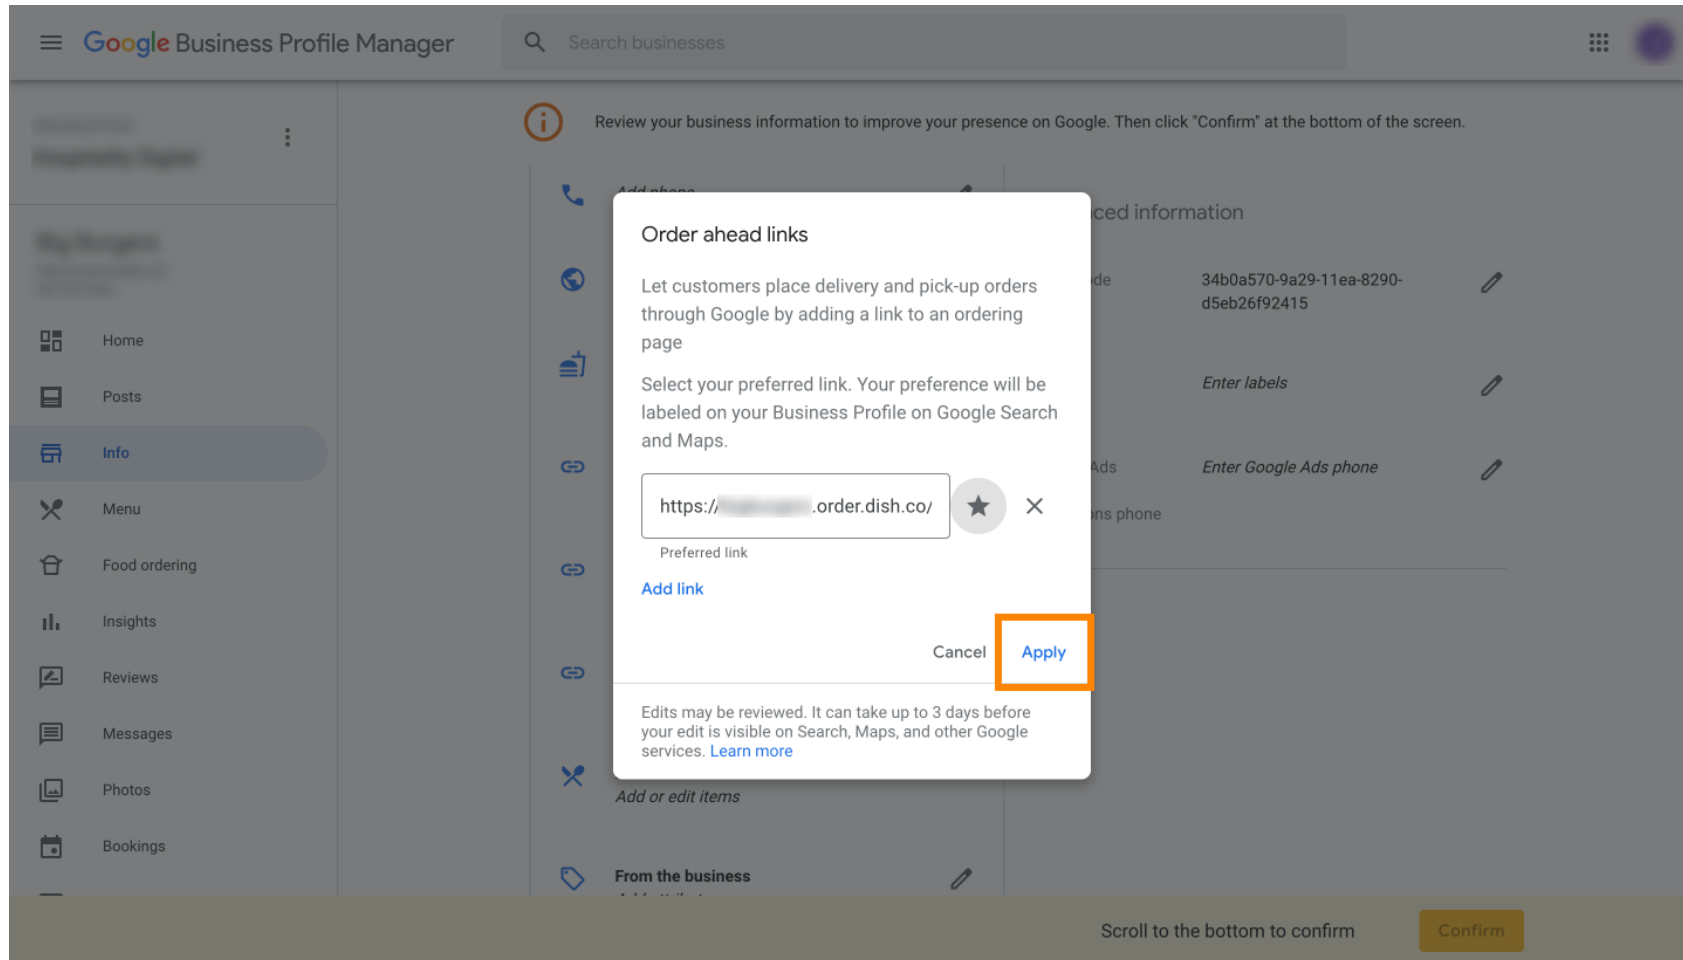 Google Business Profile Manager
Search businesses
Review your business information to improve your presence on Google. Then click "Confirm" at the bottom of the screen.
Home
Posts
Info
Menu
Food ordering
Insights
Reviews
Messages
Photos
Bookings
Add phone
Order ahead links
Let customers place delivery and pick-up orders
through Google by adding a link to an ordering
page
Select your preferred link. Your preference will be
labeled on your Business Profile on Google Search
and Maps.
https:// .order.dish.co/
Preferred link
Add link
Cancel
Apply
Edits may be reviewed. It can take up to 3 days before
your edit is visible on Search, Maps, and other Google
services. Learn more
Add or edit items
From the business
ced information
de
34b0a570-9a29-11ea-8290-
d5eb26f92415
Enter labels
Ads
Enter Google Ads phone
ons phone
Scroll to the bottom to confirm
Confirm